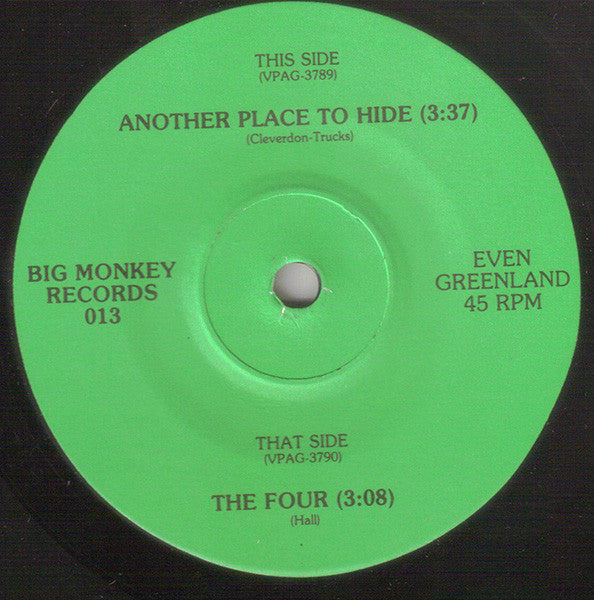 THIS SIDE
(VPAG-3789)
ANOTHER PLACE TO HIDE (3:37)
(Cleverdon-Trucks)
BIG MONKEY
RECORDS
013
EVEN
GREENLAND
45 RPM
THAT SIDE
(VPAG-3790)
THE FOUR (3:08)
(Hall)